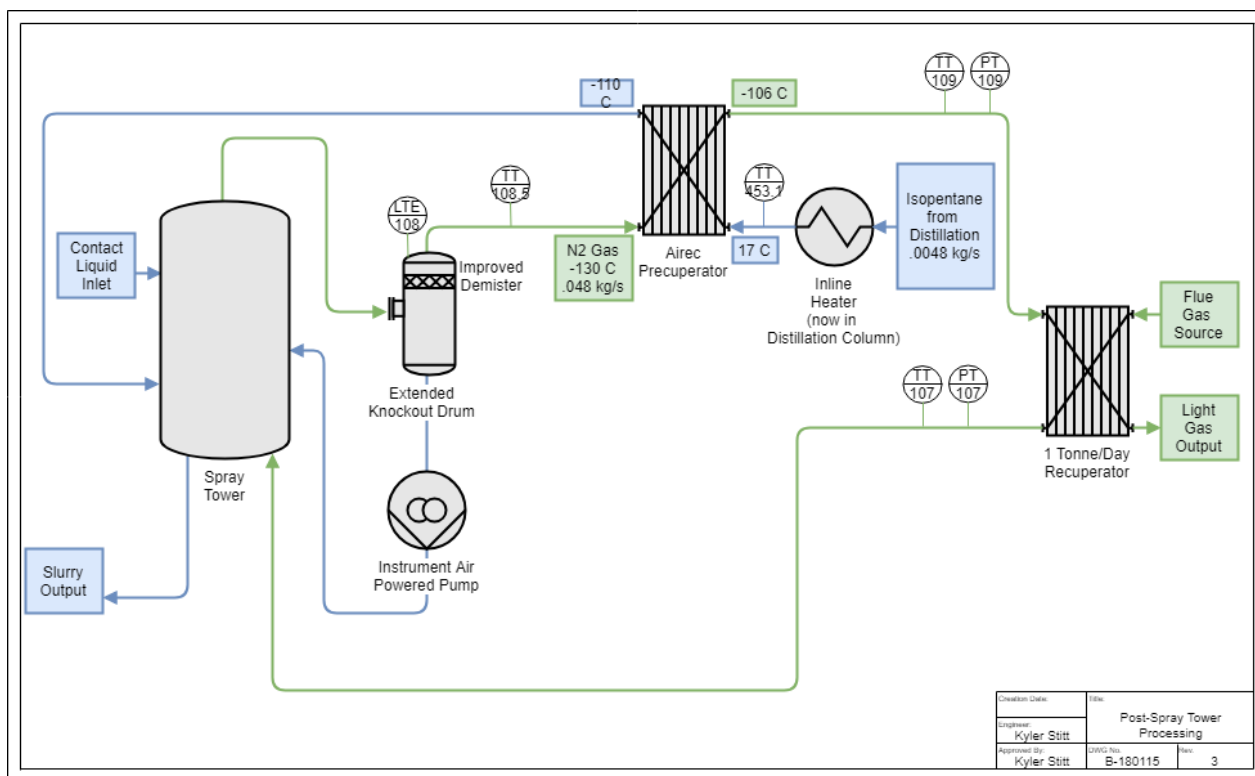 -110
C
-106 C
TT
109
PT
109
TT
108.5
TT
453.1
LTE
108
Contact
Liquid
Inlet
Improved
Demister
N2 Gas
-130 C
.048 kg/s
Airec
Precuperator
17 C
Inline
Heater
(now in
Distillation Column)
Isopentane
from
Distillation
.0048 kg/s
Flue
Gas
Source
Extended
Knockout Drum
TT
107
PT
107
Light
Gas
Output
1 Tonne/Day
Recuperator
Spray
Tower
Slurry
Output
Instrument Air
Powered Pump
Creation Date:
Title:
Post-Spray Tower
Processing
Engineer:
Kyler Stitt
Approved By:
Kyler Stitt
DWG No.
B-180115
Rev.
3